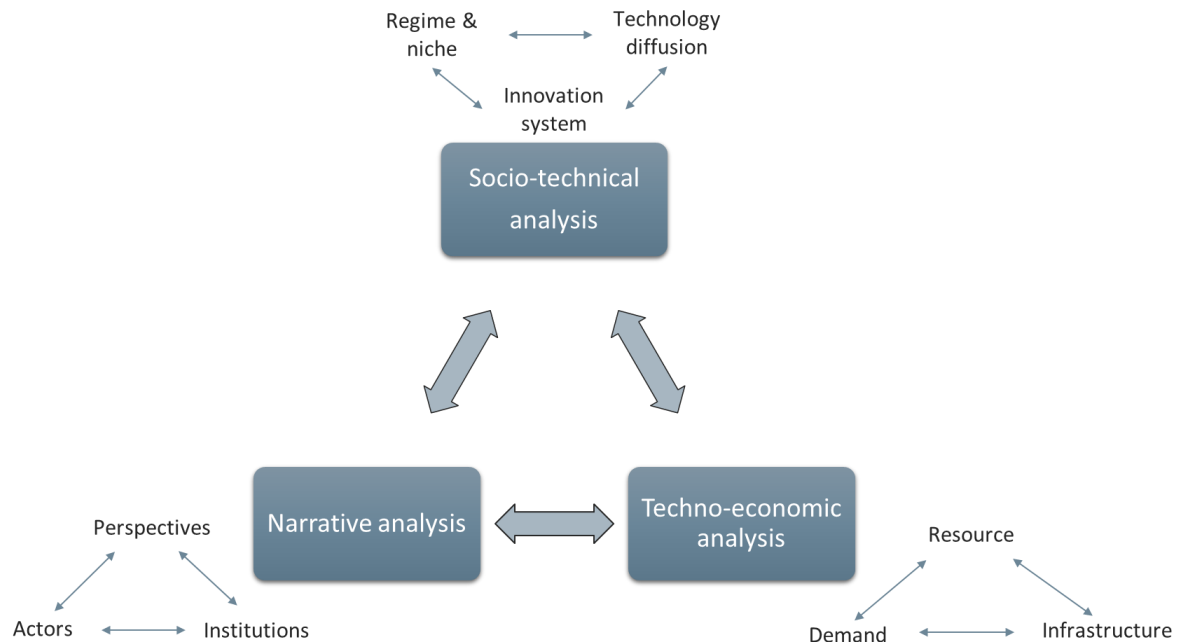 Regime &
niche
Technology
diffusion
Innovation
system
Socio-technical
analysis
Narrative analysis
Techno-economic
analysis
Perspectives
Actors
Institutions
Resource
Demand
Infrastructure